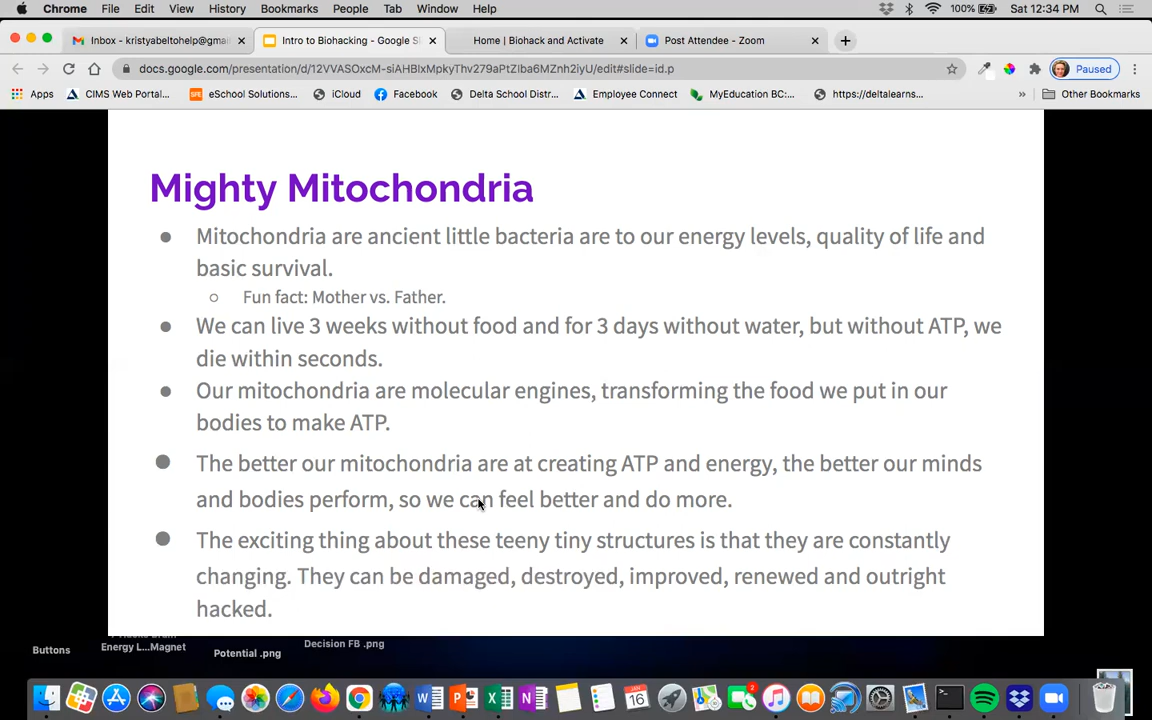 Chrome File Edit View History Bookmarks People Tab Window Help 100% Sat 12:34 PM
Inbox - kristyabeltohelp@gmai Intro to Biohacking - Google Sl Home | Biohack and Activate Post Attendee - Zoom
docs.google.com/presentation/d/12VVASOxcM-siAHBlxMpkyThv279aPtZIba6MZnh2iyU/edit#slide=id.p Paused
Apps CIMS Web Portal... SFE eSchool Solutions... iCloud Facebook Delta School Distr... Employee Connect MyEducation BC:... https://deltalearns... » Other Bookmarks
Mighty Mitochondria
● Mitochondria are ancient little bacteria are to our energy levels, quality of life and
basic survival.
○ Fun fact: Mother vs. Father.
● We can live 3 weeks without food and for 3 days without water, but without ATP, we
die within seconds.
● Our mitochondria are molecular engines, transforming the food we put in our
bodies to make ATP.
● The better our mitochondria are at creating ATP and energy, the better our minds
and bodies perform, so we can feel better and do more.
● The exciting thing about these teeny tiny structures is that they are constantly
changing. They can be damaged, destroyed, improved, renewed and outright
hacked.
Buttons Energy L...Magnet Potential .png Decision FB .png
JAN
16 2